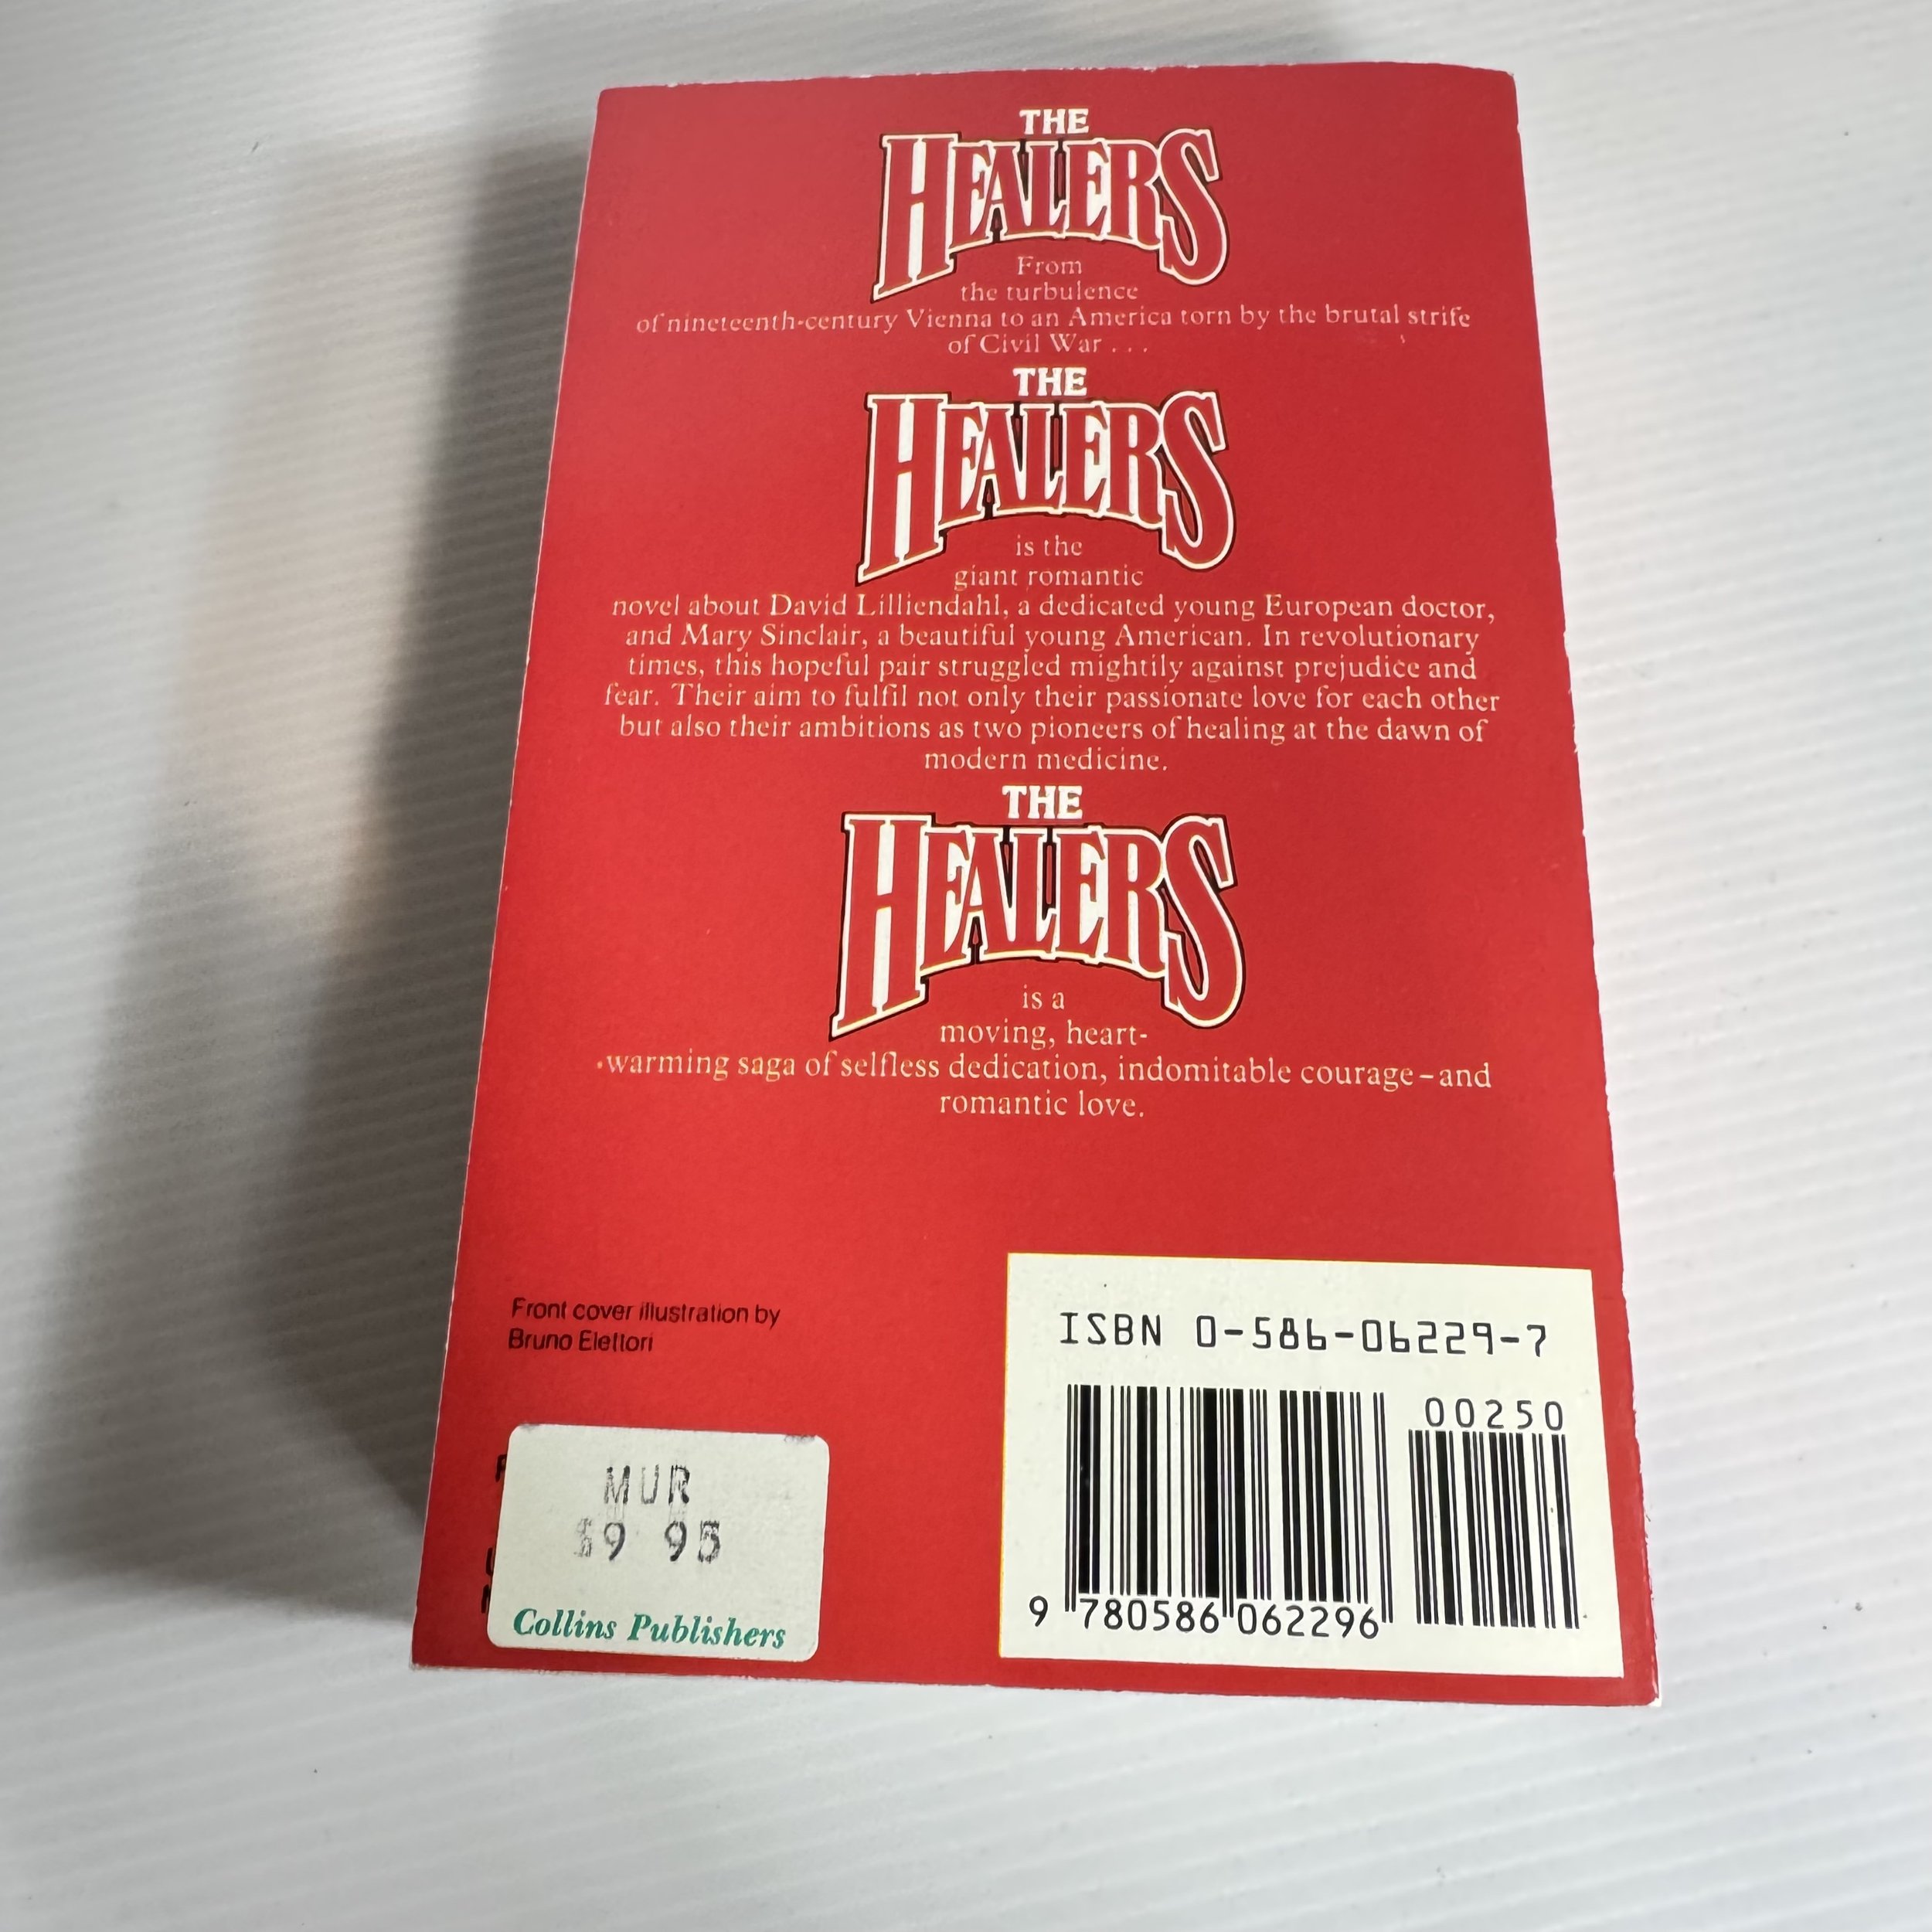 THE
HEALERS
From
the turbulence
of nineteenth-century Vienna to an America torn by the brutal strife
of Civil War . . .
THE
HEALERS
is the
giant romantic
novel about David Lilliendahl, a dedicated young European doctor,
and Mary Sinclair, a beautiful young American. In revolutionary
times, this hopeful pair struggled mightily against prejudice and
fear. Their aim to fulfil not only their passionate love for each other
but also their ambitions as two pioneers of healing at the dawn of
modern medicine.
THE
HEALERS
is a
moving, heart-
warming saga of selfless dedication, indomitable courage – and
romantic love.
Front cover illustration by
Bruno Elettori
MUR
$9 95
Collins Publishers
ISBN 0-586-06229-7
00250
9 780586 062296